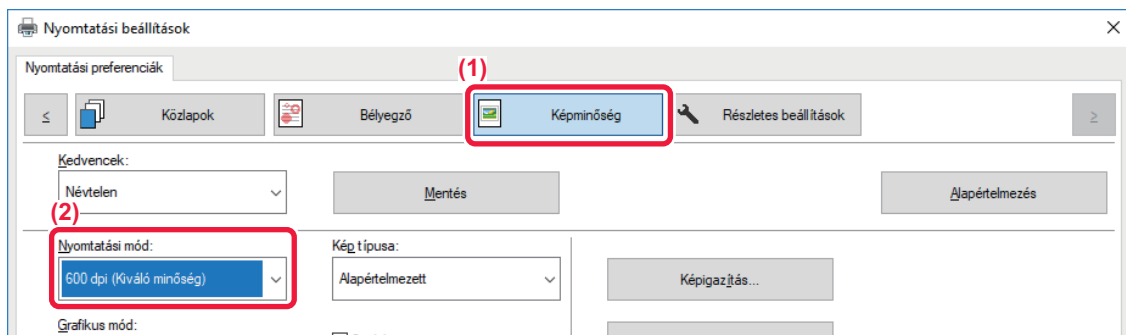 Nyomtatási beállítások
Nyomtatási preferenciák
(1)
< Közlapok Bélyegző Képminőség Részletes beállítások >
Kedvencek:
Névtelen Mentés Alapértelmezés
(2)
Nyomtatási mód: Kép típusa:
600 dpi (Kiváló minőség) Alapértelmezett Képigazítás...
Grafikus mód: